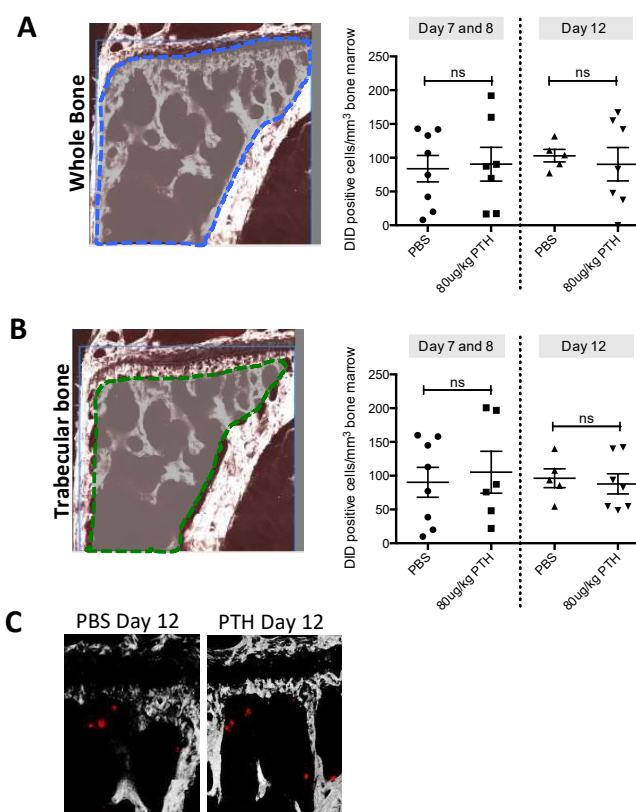 A
Whole Bone
Day 7 and 8
Day 12
DID positive cells/mm³ bone marrow
250
200
150
100
50
0
ns
ns
PBS
80ug/kg PTH
PBS
80ug/kg PTH
B
Trabecular bone
Day 7 and 8
Day 12
DID positive cells/mm³ bone marrow
250
200
150
100
50
0
ns
ns
PBS
80ug/kg PTH
PBS
80ug/kg PTH
C
PBS Day 12
PTH Day 12